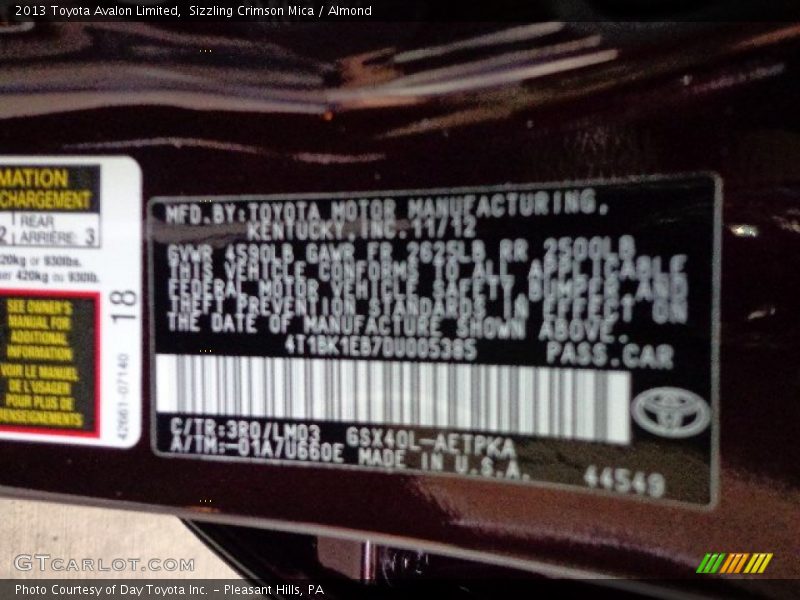 2013 Toyota Avalon Limited,  Sizzling Crimson Mica / Almond
MATION
CHARGEMENT
REAR
2 ARRIÈRE: 3
420kg or 930lbs.
420kg ou 930lb.
SEE OWNER'S
MANUAL FOR
ADDITIONAL
INFORMATION
VOIR LE MANUEL
DE L'USAGER
POUR PLUS DE
RENSEIGNEMENTS
18
42661-07140
MFD.BY:TOYOTA MOTOR MANUFACTURING,
KENTUCKY, INC.11/12
GVWR 4590LB GAWR FR 2625LB RR 2500LB
THIS VEHICLE CONFORMS TO ALL APPLICABLE
FEDERAL MOTOR VEHICLE SAFETY BUMPER AND
THEFT PREVENTION STANDARDS IN EFFECT ON
THE DATE OF MANUFACTURE SHOWN ABOVE.
4T1BK1EB7DU005385 PASS.CAR
C/TR:3R0/LM03 GSX40L-AETPKA
A/TM:-01A/U660E MADE IN U.S.A.
44549
GTCARLOT.COM
Photo Courtesy of Day Toyota Inc. - Pleasant Hills, PA